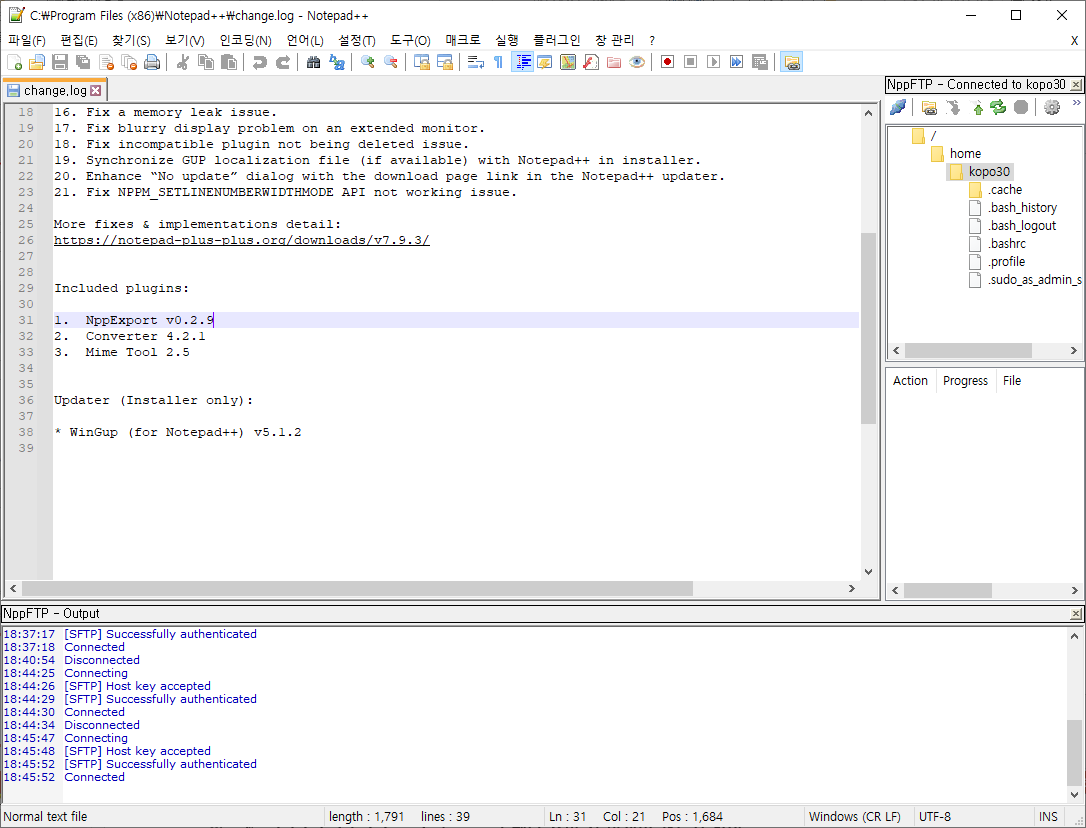 C:₩Program Files (x86)₩Notepad++₩change.log - Notepad++
파일(F) 편집(E) 찾기(S) 보기(V) 인코딩(N) 언어(L) 설정(T) 도구(O) 매크로 실행 플러그인 창 관리 ? X
change.log
18 16. Fix a memory leak issue.
19 17. Fix blurry display problem on an extended monitor.
20 18. Fix incompatible plugin not being deleted issue.
21 19. Synchronize GUP localization file (if available) with Notepad++ in installer.
22 20. Enhance “No update” dialog with the download page link in the Notepad++ updater.
23 21. Fix NPPM_SETLINENUMBERWIDTHMODE API not working issue.
24
25 More fixes & implementations detail:
26 https://notepad-plus-plus.org/downloads/v7.9.3/
27
28
29 Included plugins:
30
31 1. NppExport v0.2.9
32 2. Converter 4.2.1
33 3. Mime Tool 2.5
34
35
36 Updater (Installer only):
37
38 * WinGup (for Notepad++) v5.1.2
39
NppFTP - Connected to kopo30
/
home
kopo30
.cache
.bash_history
.bash_logout
.bashrc
.profile
.sudo_as_admin_s
Action Progress File
NppFTP - Output
18:37:17 [SFTP] Successfully authenticated
18:37:18 Connected
18:40:54 Disconnected
18:44:25 Connecting
18:44:26 [SFTP] Host key accepted
18:44:29 [SFTP] Successfully authenticated
18:44:30 Connected
18:44:34 Disconnected
18:45:47 Connecting
18:45:48 [SFTP] Host key accepted
18:45:52 [SFTP] Successfully authenticated
18:45:52 Connected
Normal text file length : 1,791 lines : 39 Ln : 31 Col : 21 Pos : 1,684 Windows (CR LF) UTF-8 INS